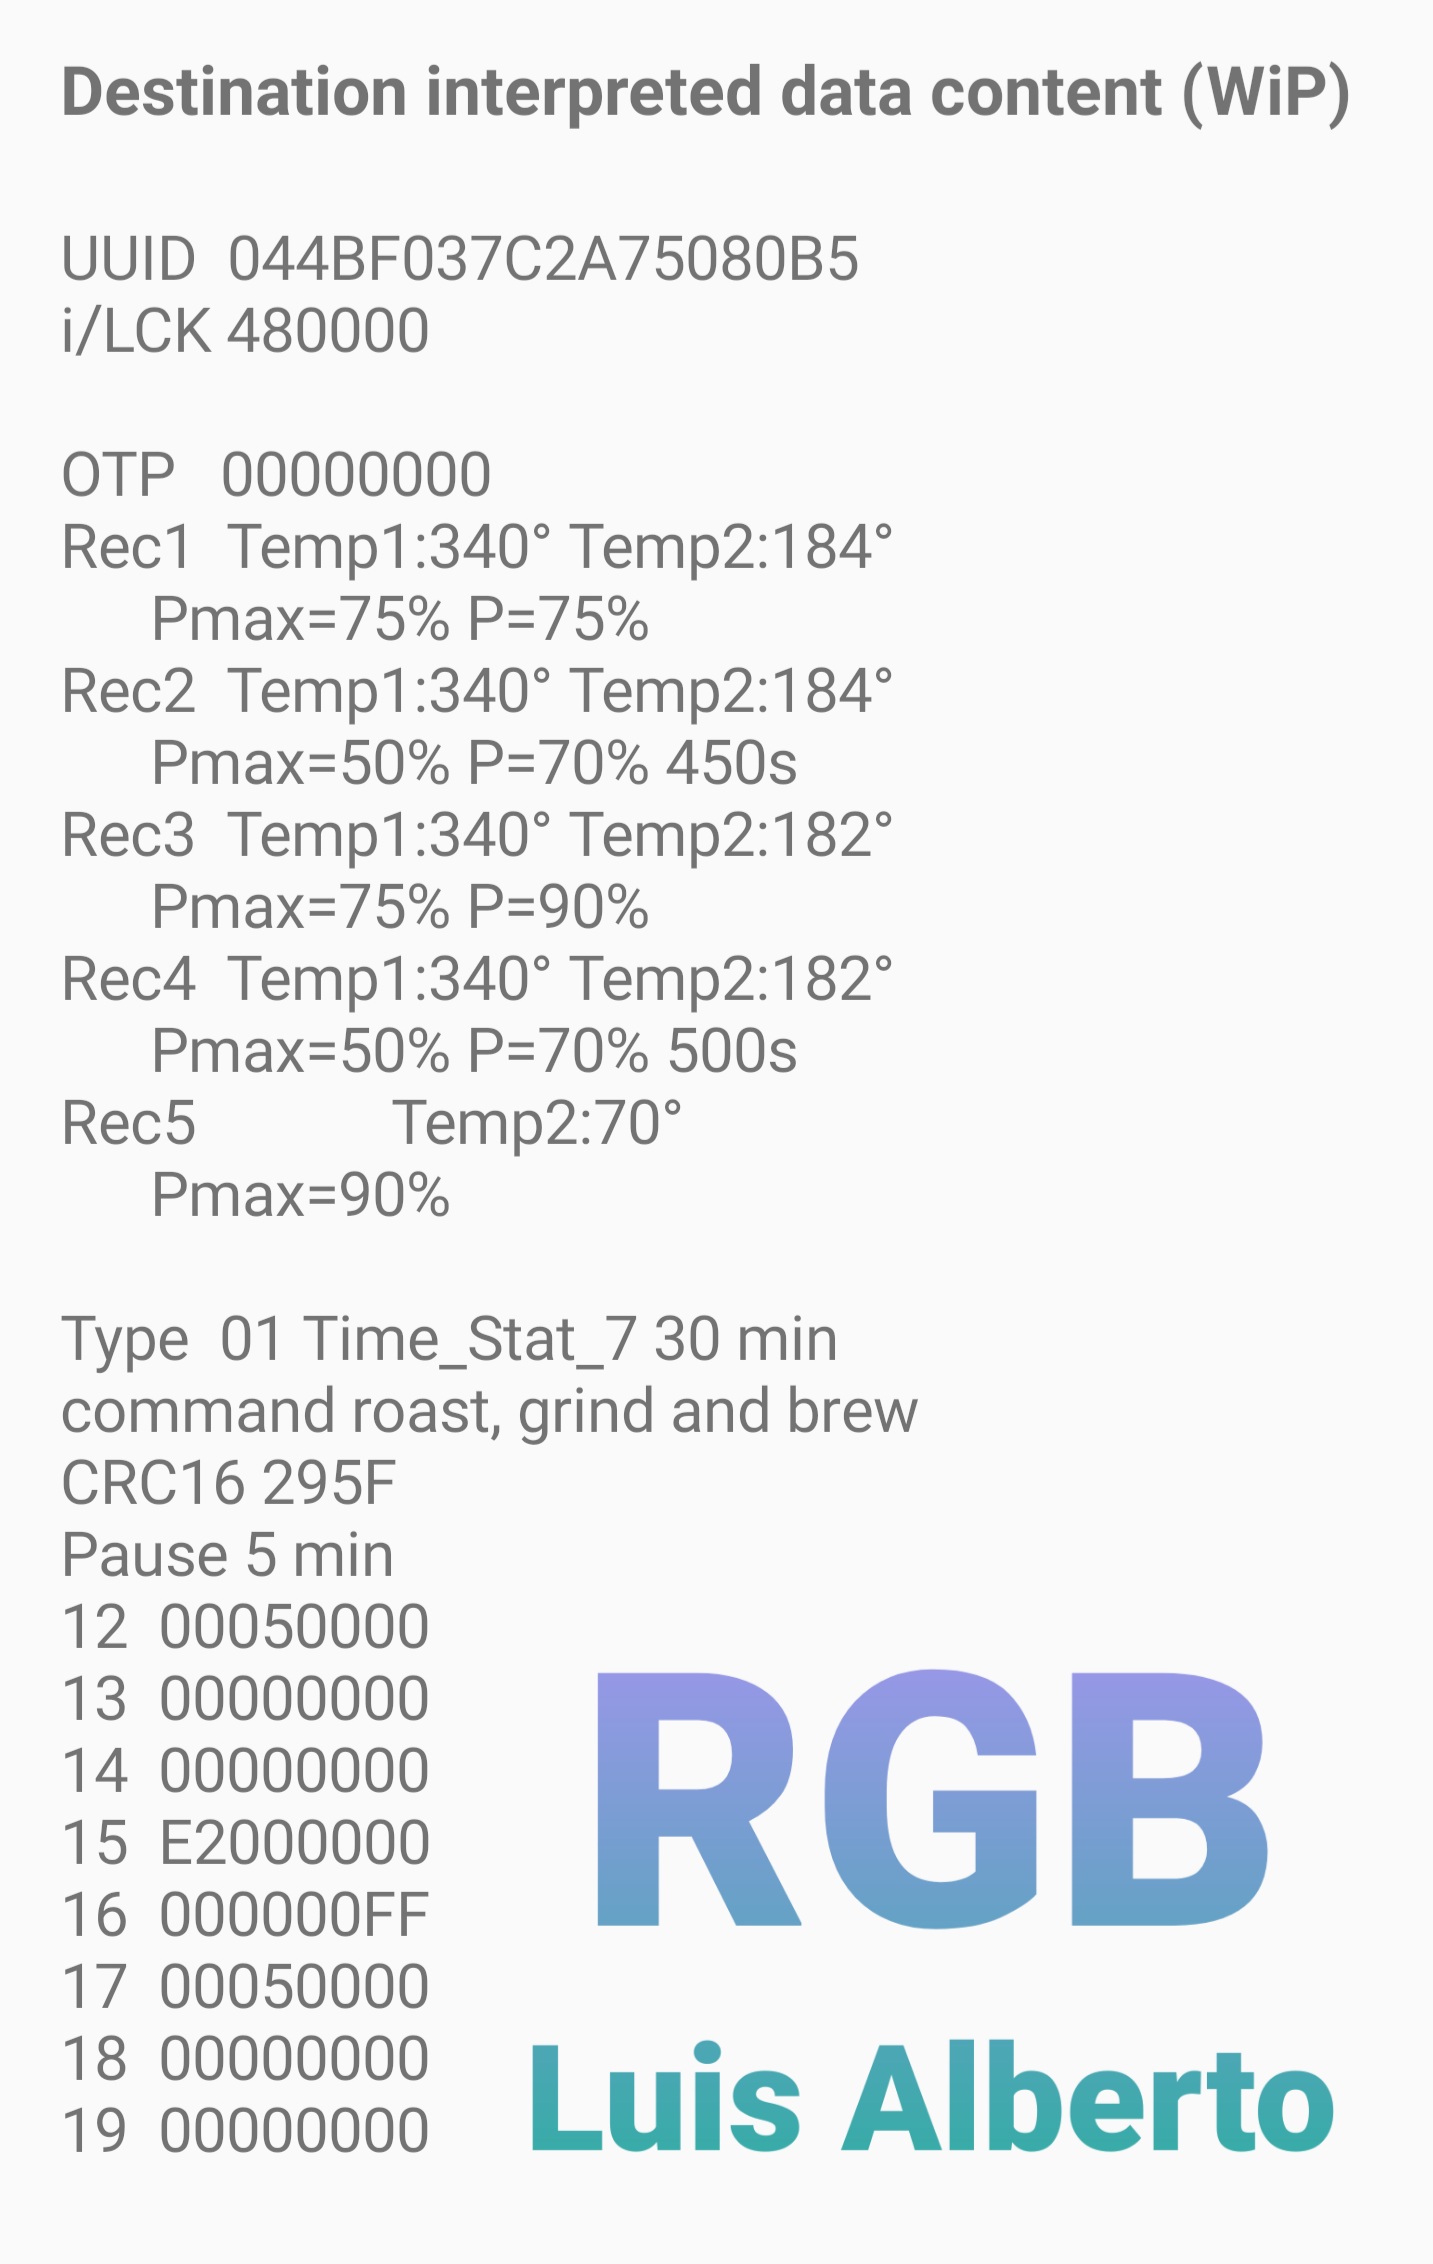 Destination interpreted data content (WiP)
UUID 044BF037C2A75080B5
i/LCK 480000
OTP 00000000
Rec1 Temp1:340° Temp2:184°
Pmax=75% P=75%
Rec2 Temp1:340° Temp2:184°
Pmax=50% P=70% 450s
Rec3 Temp1:340° Temp2:182°
Pmax=75% P=90%
Rec4 Temp1:340° Temp2:182°
Pmax=50% P=70% 500s
Rec5 Temp2:70°
Pmax=90%
Type 01 Time_Stat_7 30 min
command roast, grind and brew
CRC16 295F
Pause 5 min
12 00050000
13 00000000
14 00000000
15 E2000000
16 000000FF
17 00050000
18 00000000
19 00000000
RGB
Luis Alberto